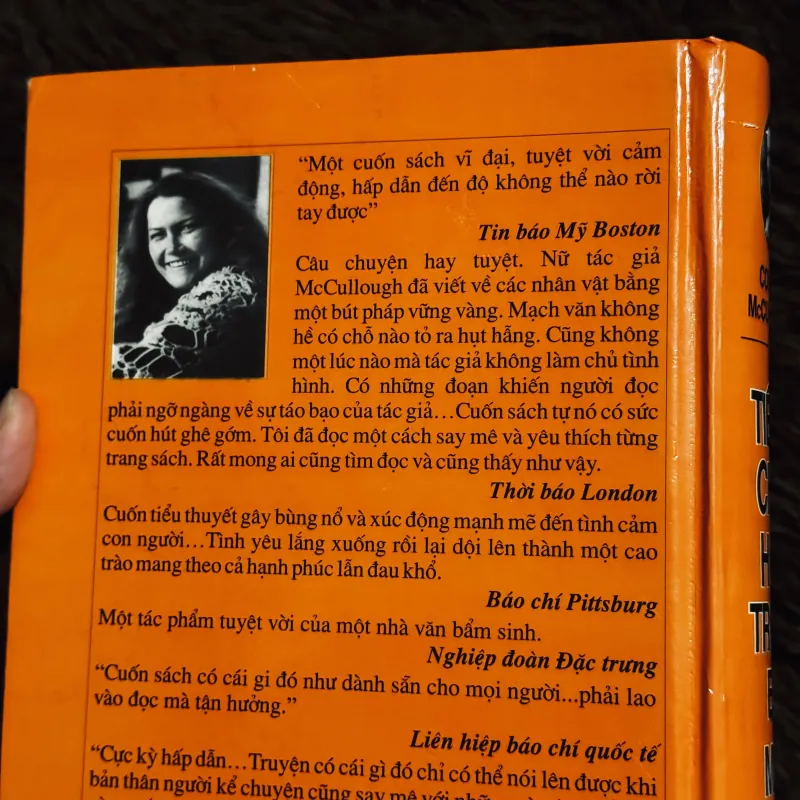 “Một cuốn sách vĩ đại, tuyệt vời cảm
động, hấp dẫn đến độ không thể nào rời
tay được”
Tin báo Mỹ Boston
Câu chuyện hay tuyệt. Nữ tác giả
McCullough đã viết về các nhân vật bằng
một bút pháp vững vàng. Mạch văn không
hề có chỗ nào tỏ ra hụt hẫng. Cũng không
một lúc nào mà tác giả không làm chủ tình
hình. Có những đoạn khiến người đọc
phải ngỡ ngàng về sự táo bạo của tác giả…Cuốn sách tự nó có sức
cuốn hút ghê gớm. Tôi đã đọc một cách say mê và yêu thích từng
trang sách. Rất mong ai cũng tìm đọc và cũng thấy như vậy.
Thời báo London
Cuốn tiểu thuyết gây bùng nổ và xúc động mạnh mẽ đến tình cảm
con người…Tình yêu lắng xuống rồi lại dội lên thành một cao
trào mang theo cả hạnh phúc lẫn đau khổ.
Báo chí Pittsburg
Một tác phẩm tuyệt vời của một nhà văn bẩm sinh.
Nghiệp đoàn Đặc trưng
“Cuốn sách có cái gi đó như dành sẵn cho mọi người...phải lao
vào đọc mà tận hưởng.”
Liên hiệp báo chí quốc tế
“Cực kỳ hấp dẫn…Truyện có cái gì đó chỉ có thể nói lên được khi
bản thân người kể chuyện cũng say mê với